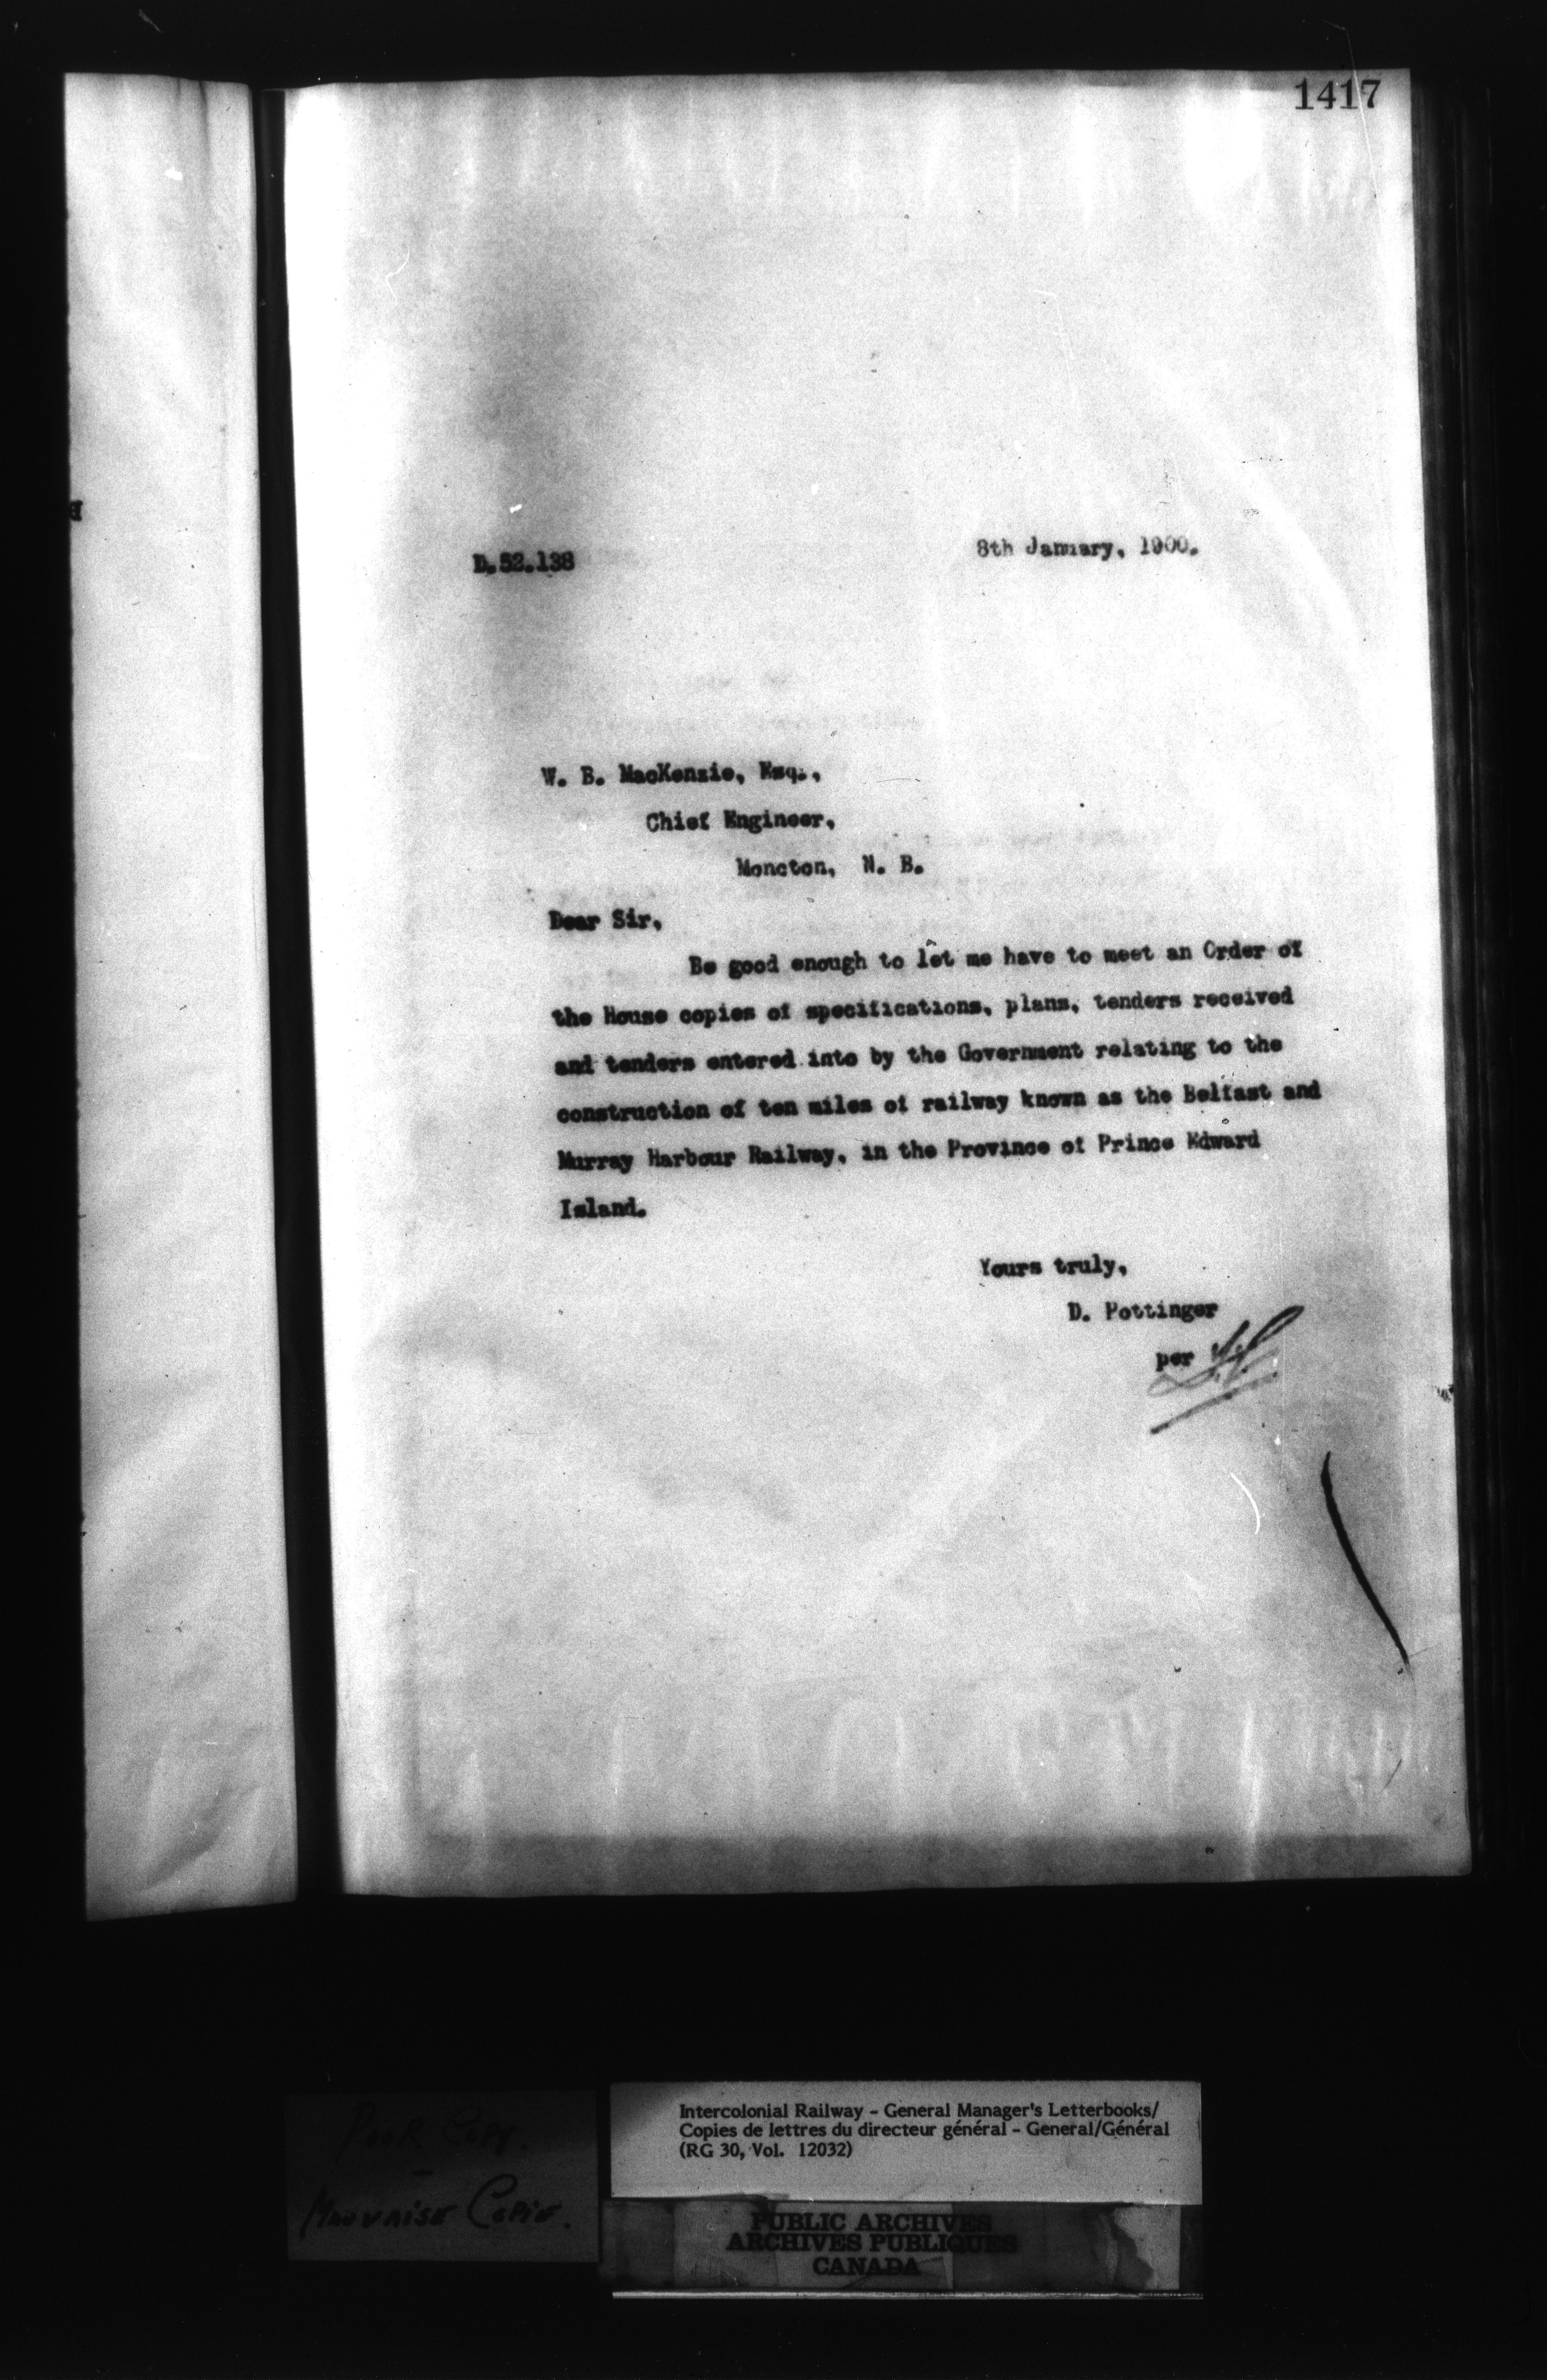 1417
D.52.138
8th January, 1900.
W. B. MacKenzie, Esq.,
Chief Engineer,
Moncton, N. B.
Dear Sir,
Be good enough to let me have to meet an Order of
the House copies of specifications, plans, tenders received
and tenders entered into by the Government relating to the
construction of ten miles of railway known as the Belfast and
Murray Harbour Railway, in the Province of Prince Edward
Island.
Yours truly,
D. Pottinger
per
Poor Copy.
-
Mauvaise Copie.
Intercolonial Railway - General Manager's Letterbooks/
Copies de lettres du directeur général - General/Général
(RG 30, Vol. 12032)
PUBLIC ARCHIVES
ARCHIVES PUBLIQUES
CANADA